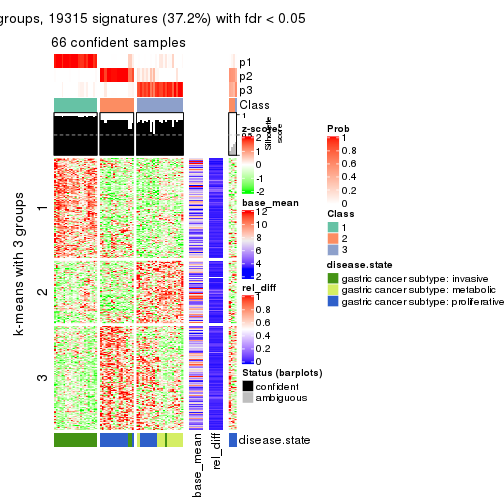 groups, 19315 signatures (37.2%) with fdr < 0.05
66 confident samples
p1
p2
p3
Class
1
Silhouette
score
z-score
2
1
0
-1
-2
base_mean
12
10
8
6
4
2
rel_diff
1
0.8
0.6
0.4
0.2
0
Status (barplots)
confident
ambiguous
Prob
1
0.8
0.6
0.4
0.2
0
Class
1
2
3
disease.state
gastric cancer subtype: invasive
gastric cancer subtype: metabolic
gastric cancer subtype: proliferative
k-means with 3 groups
1
2
3
disease.state
base_mean
rel_diff